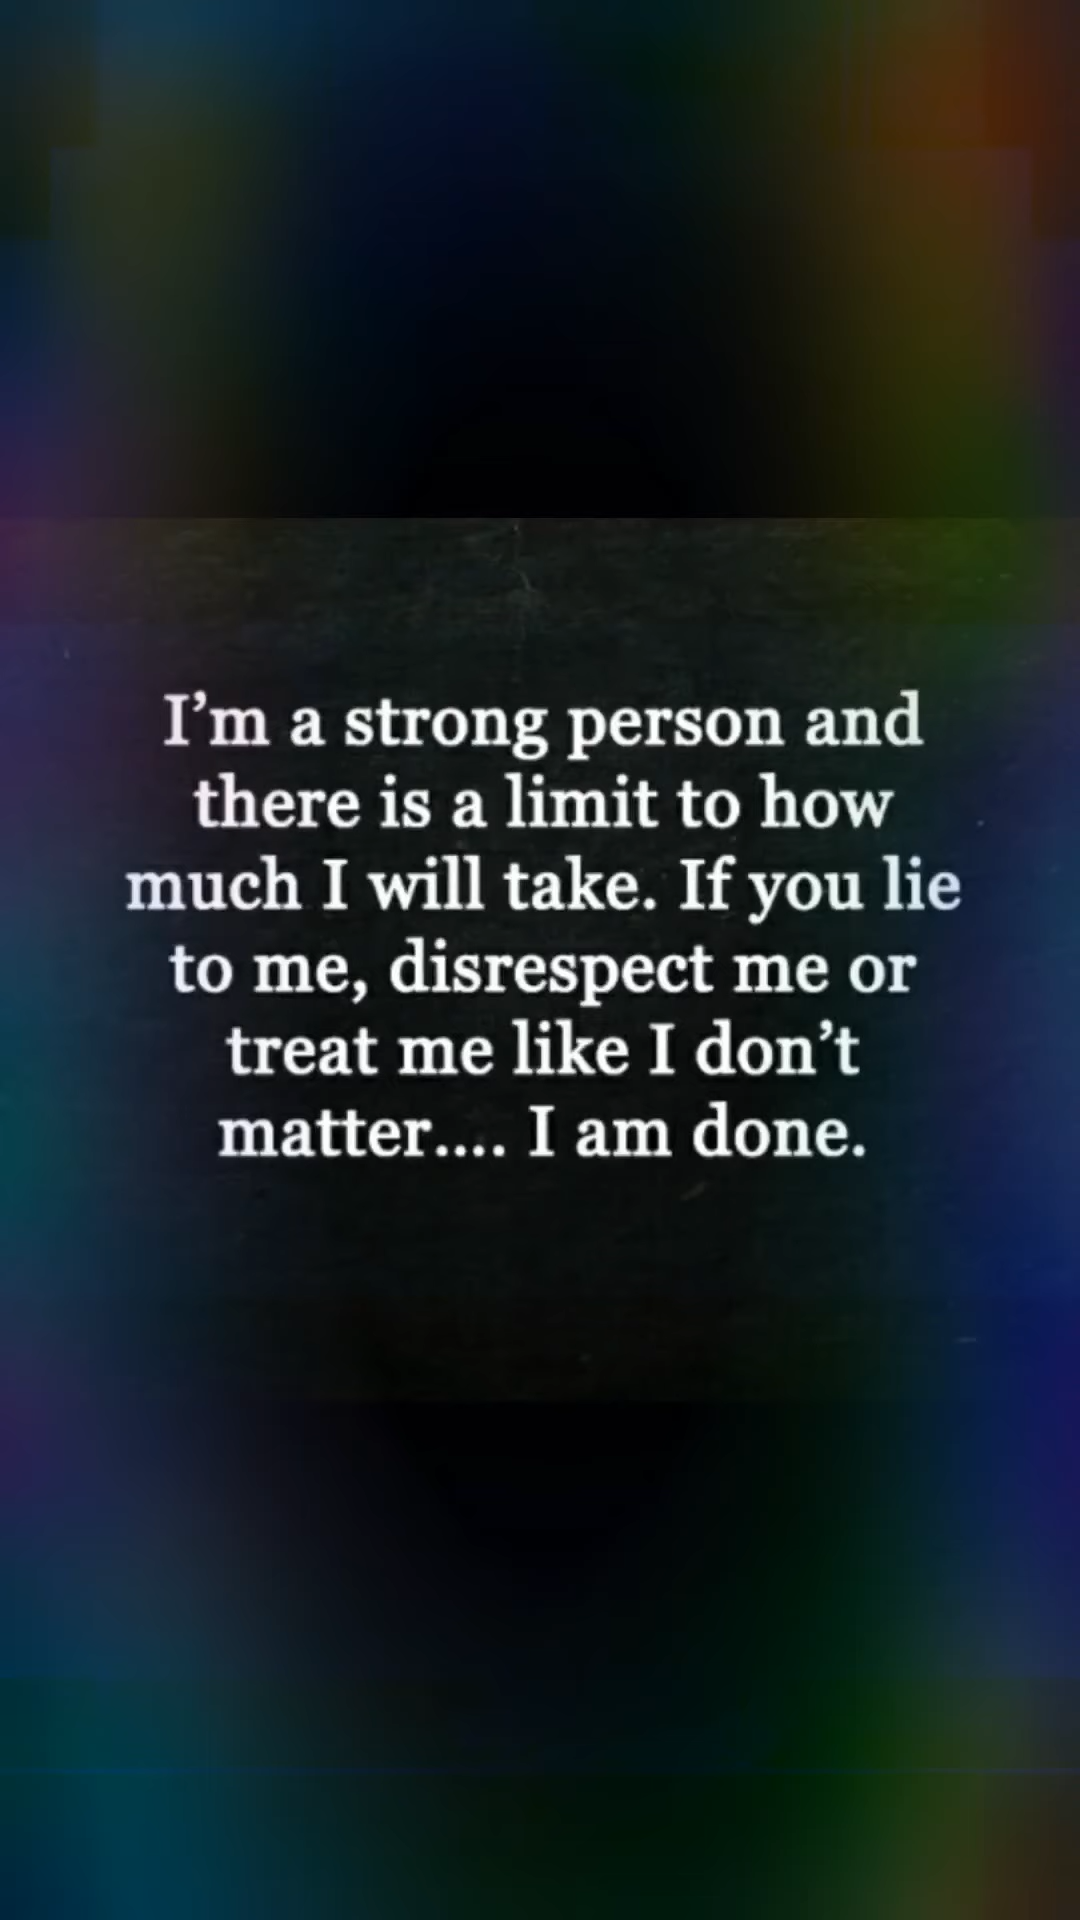 I’m a strong person and
there is a limit to how
much I will take. If you lie
to me, disrespect me or
treat me like I don’t
matter.... I am done.